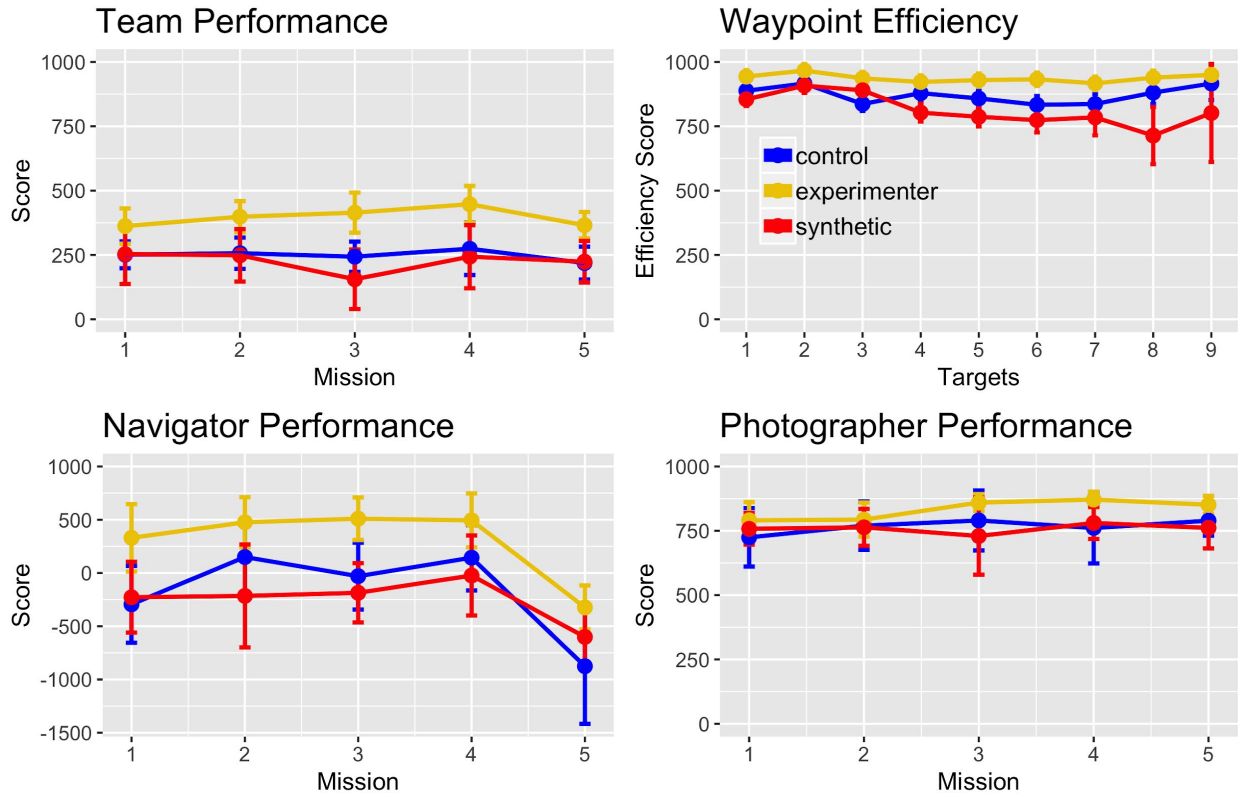 Team Performance
1000
750
500
250
0
Score
1 2 3 4 5
Mission
Waypoint Efficiency
1000
750
500
250
0
Efficiency Score
control
experimenter
synthetic
1 2 3 4 5 6 7 8 9
Targets
Navigator Performance
1000
500
0
-500
-1000
-1500
Score
1 2 3 4 5
Mission
Photographer Performance
1000
750
500
250
0
Score
1 2 3 4 5
Mission